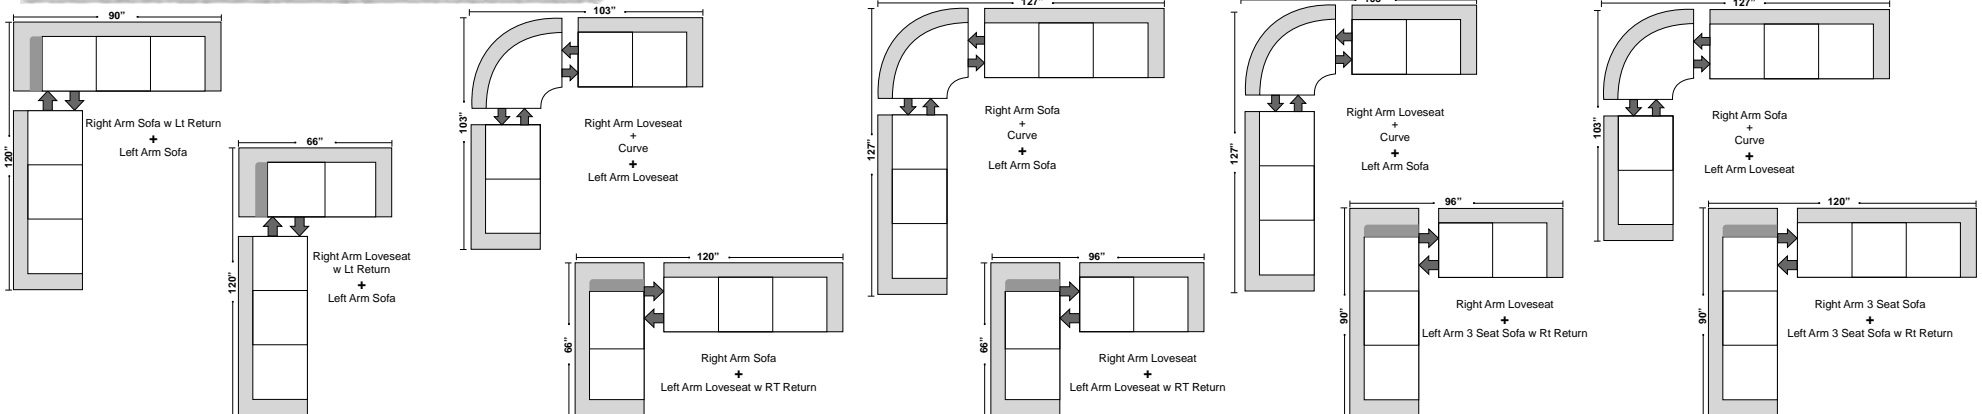 90"
120"
Right Arm Sofa w Lt Return
+
Left Arm Sofa
66"
120"
Right Arm Loveseat
w Lt Return
+
Left Arm Sofa
103"
103"
Right Arm Loveseat
+
Curve
+
Left Arm Loveseat
120"
66"
Right Arm Sofa
+
Left Arm Loveseat w RT Return
127"
127"
Right Arm Sofa
+
Curve
+
Left Arm Sofa
96"
66"
Right Arm Loveseat
+
Left Arm Loveseat w RT Return
103"
127"
Right Arm Loveseat
+
Curve
+
Left Arm Sofa
96"
90"
Right Arm Loveseat
+
Left Arm 3 Seat Sofa w Rt Return
127"
103"
Right Arm Sofa
+
Curve
+
Left Arm Loveseat
120"
90"
Right Arm 3 Seat Sofa
+
Left Arm 3 Seat Sofa w Rt Return